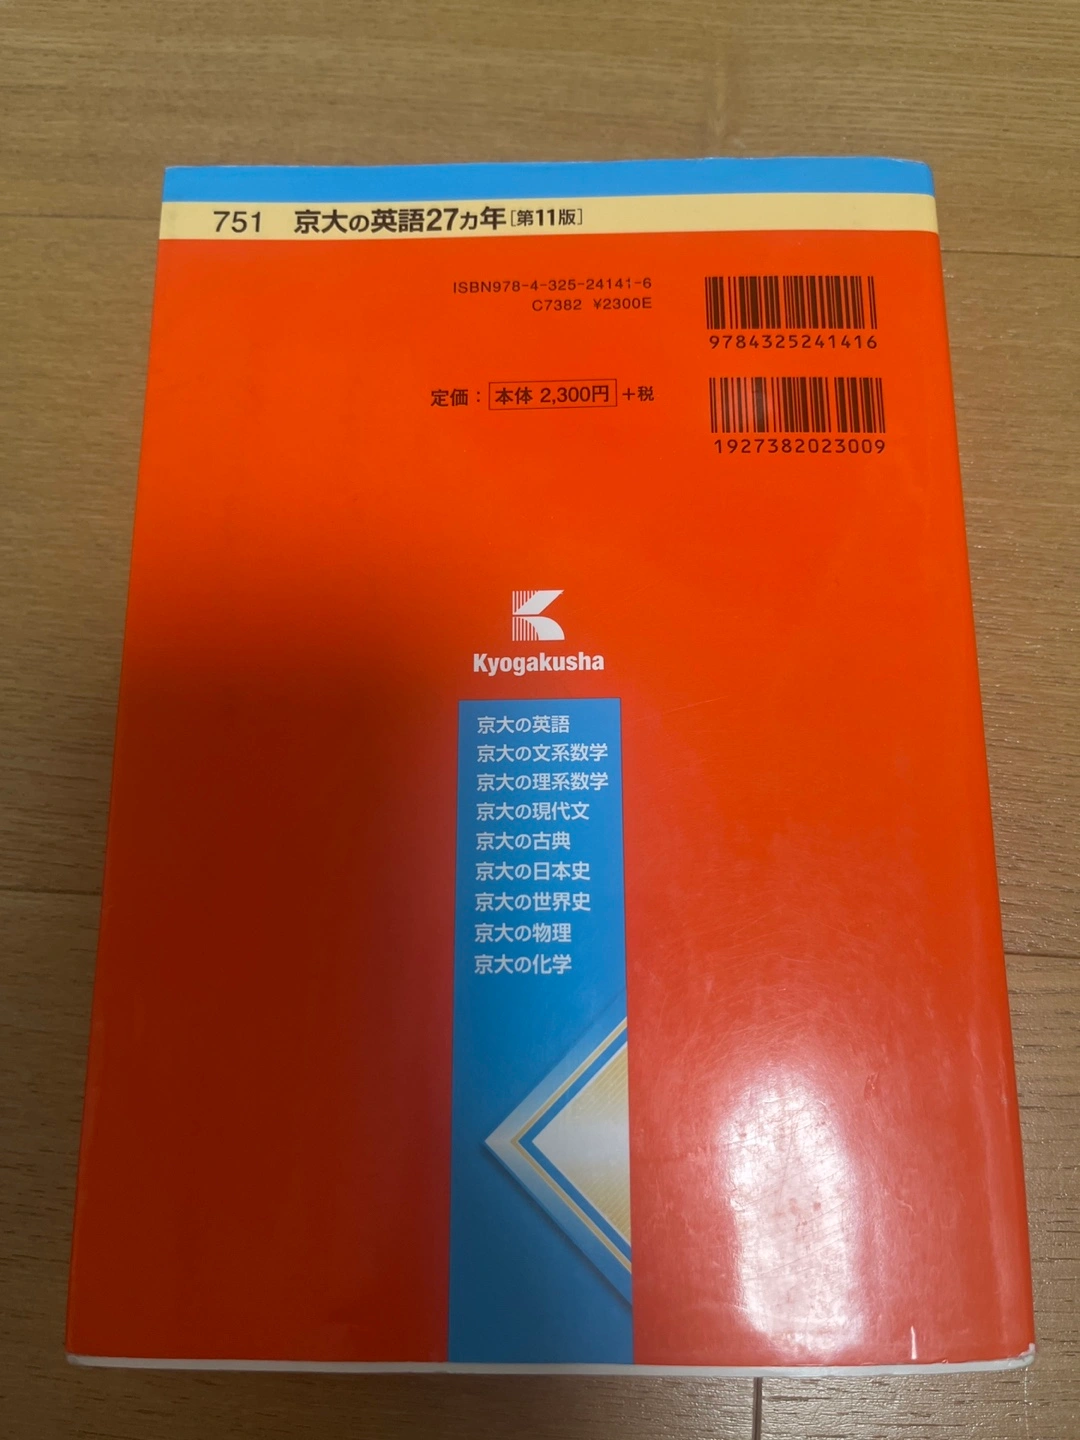 751 京大の英語27カ年[第11版]
ISBN978-4-325-24141-6
C7382 ¥2300E
9784325241416
定価：本体 2,300円+税
1927382023009
Kyogakusha
京大の英語
京大の文系数学
京大の理系数学
京大の現代文
京大の古典
京大の日本史
京大の世界史
京大の物理
京大の化学